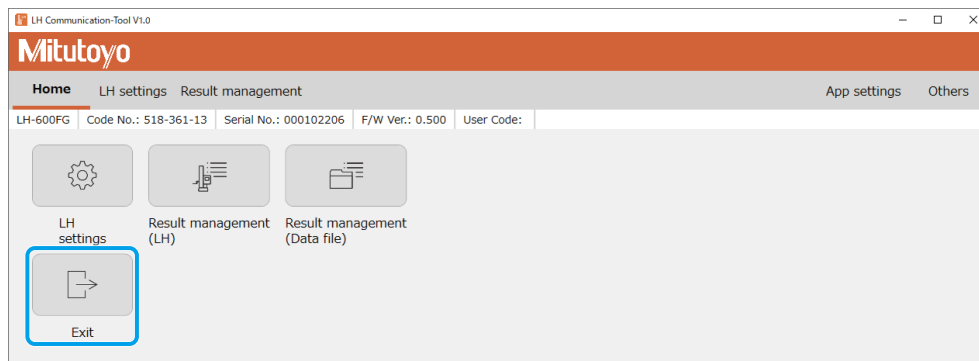 LH Communication-Tool V1.0
Mitutoyo
Home LH settings Result management App settings Others
LH-600FG Code No.: 518-361-13 Serial No.: 000102206 F/W Ver.: 0.500 User Code:
LH
settings
Result management
(LH)
Result management
(Data file)
Exit